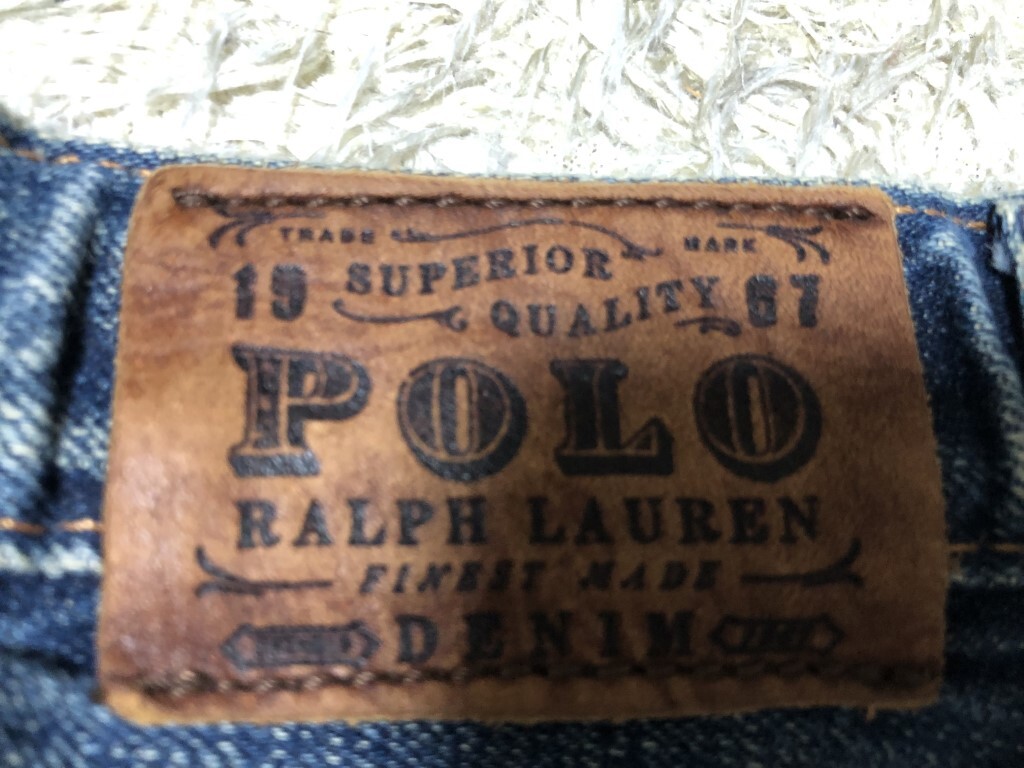 TRADE MARK
19 SUPERIOR QUALITY 67
POLO
RALPH LAUREN
FINEST MADE
DENIM